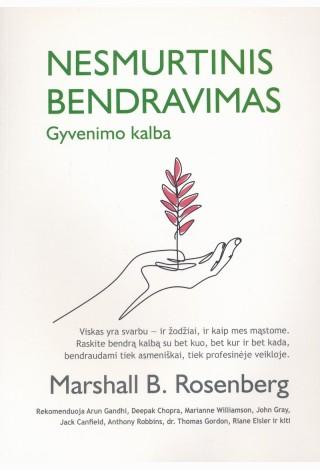 NESMURTINIS
BENDRAVIMAS
Gyvenimo kalba
Viskas yra svarbu – ir žodžiai, ir kaip mes mąstome.
Raskite bendrą kalbą su bet kuo, bet kur ir bet kada,
bendraudami tiek asmeniškai, tiek profesinėje veikloje.
Marshall B. Rosenberg
Rekomenduoja Arun Gandhi, Deepak Chopra, Marianne Williamson, John Gray,
Jack Canfield, Anthony Robbins, dr. Thomas Gordon, Riane Eisler ir kiti